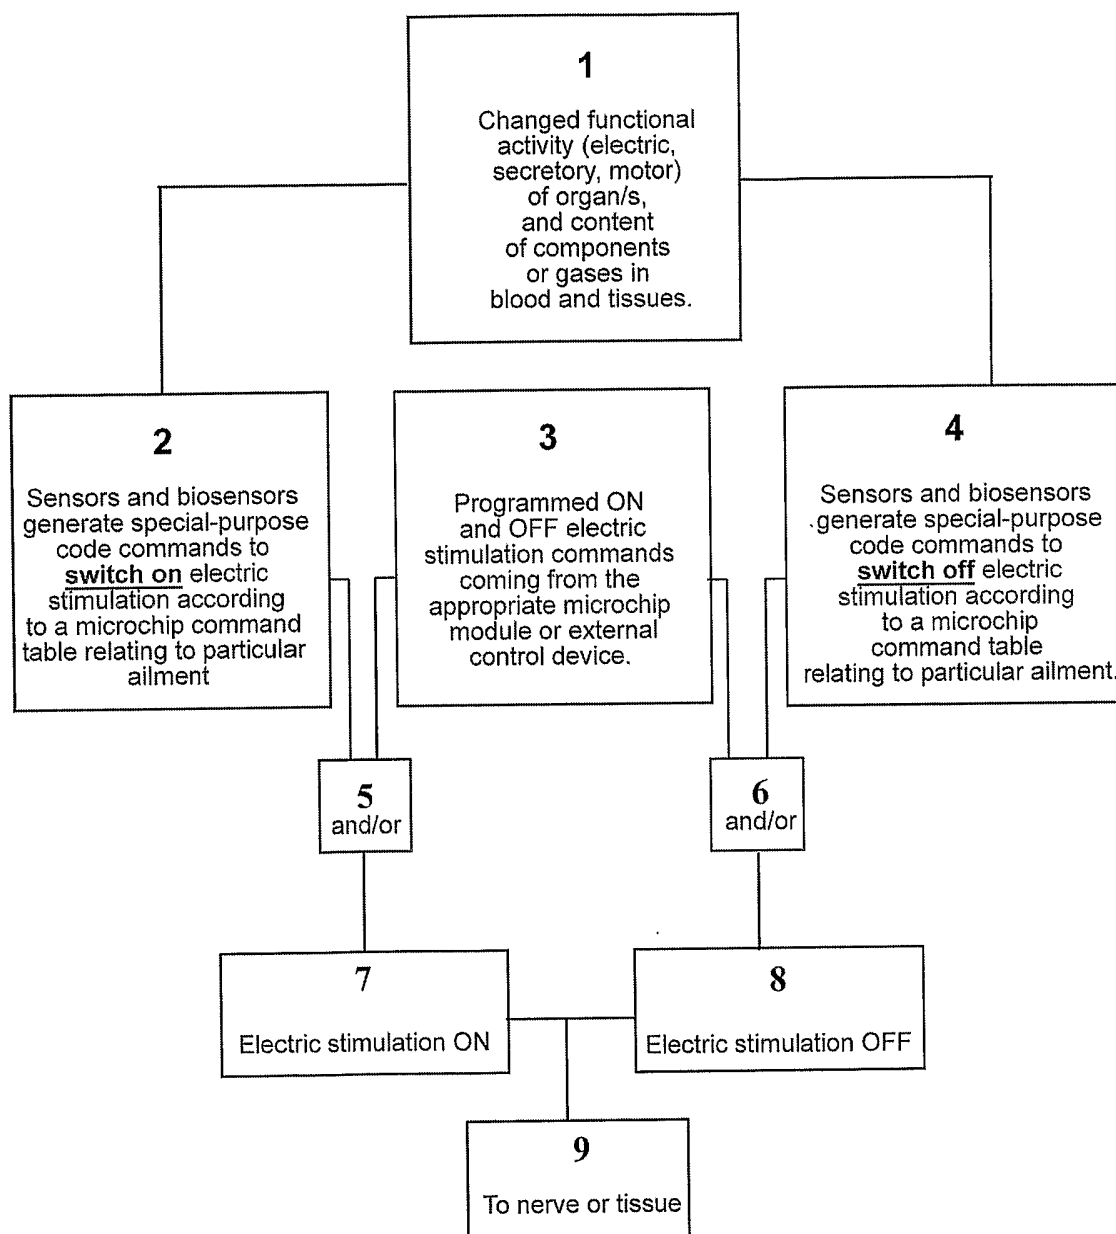 1
Changed functional
activity (electric,
secretory, motor)
of organ/s,
and content
of components
or gases in
blood and tissues.
2
Sensors and biosensors
generate special-purpose
code commands to
switch on electric
stimulation according
to a microchip command
table relating to particular
ailment
3
Programmed ON
and OFF electric
stimulation commands
coming from the
appropriate microchip
module or external
control device.
4
Sensors and biosensors
generate special-purpose
code commands to
switch off electric
stimulation according
to a microchip
command table
relating to particular ailment.
5
and/or
6
and/or
7
Electric stimulation ON
8
Electric stimulation OFF
9
To nerve or tissue